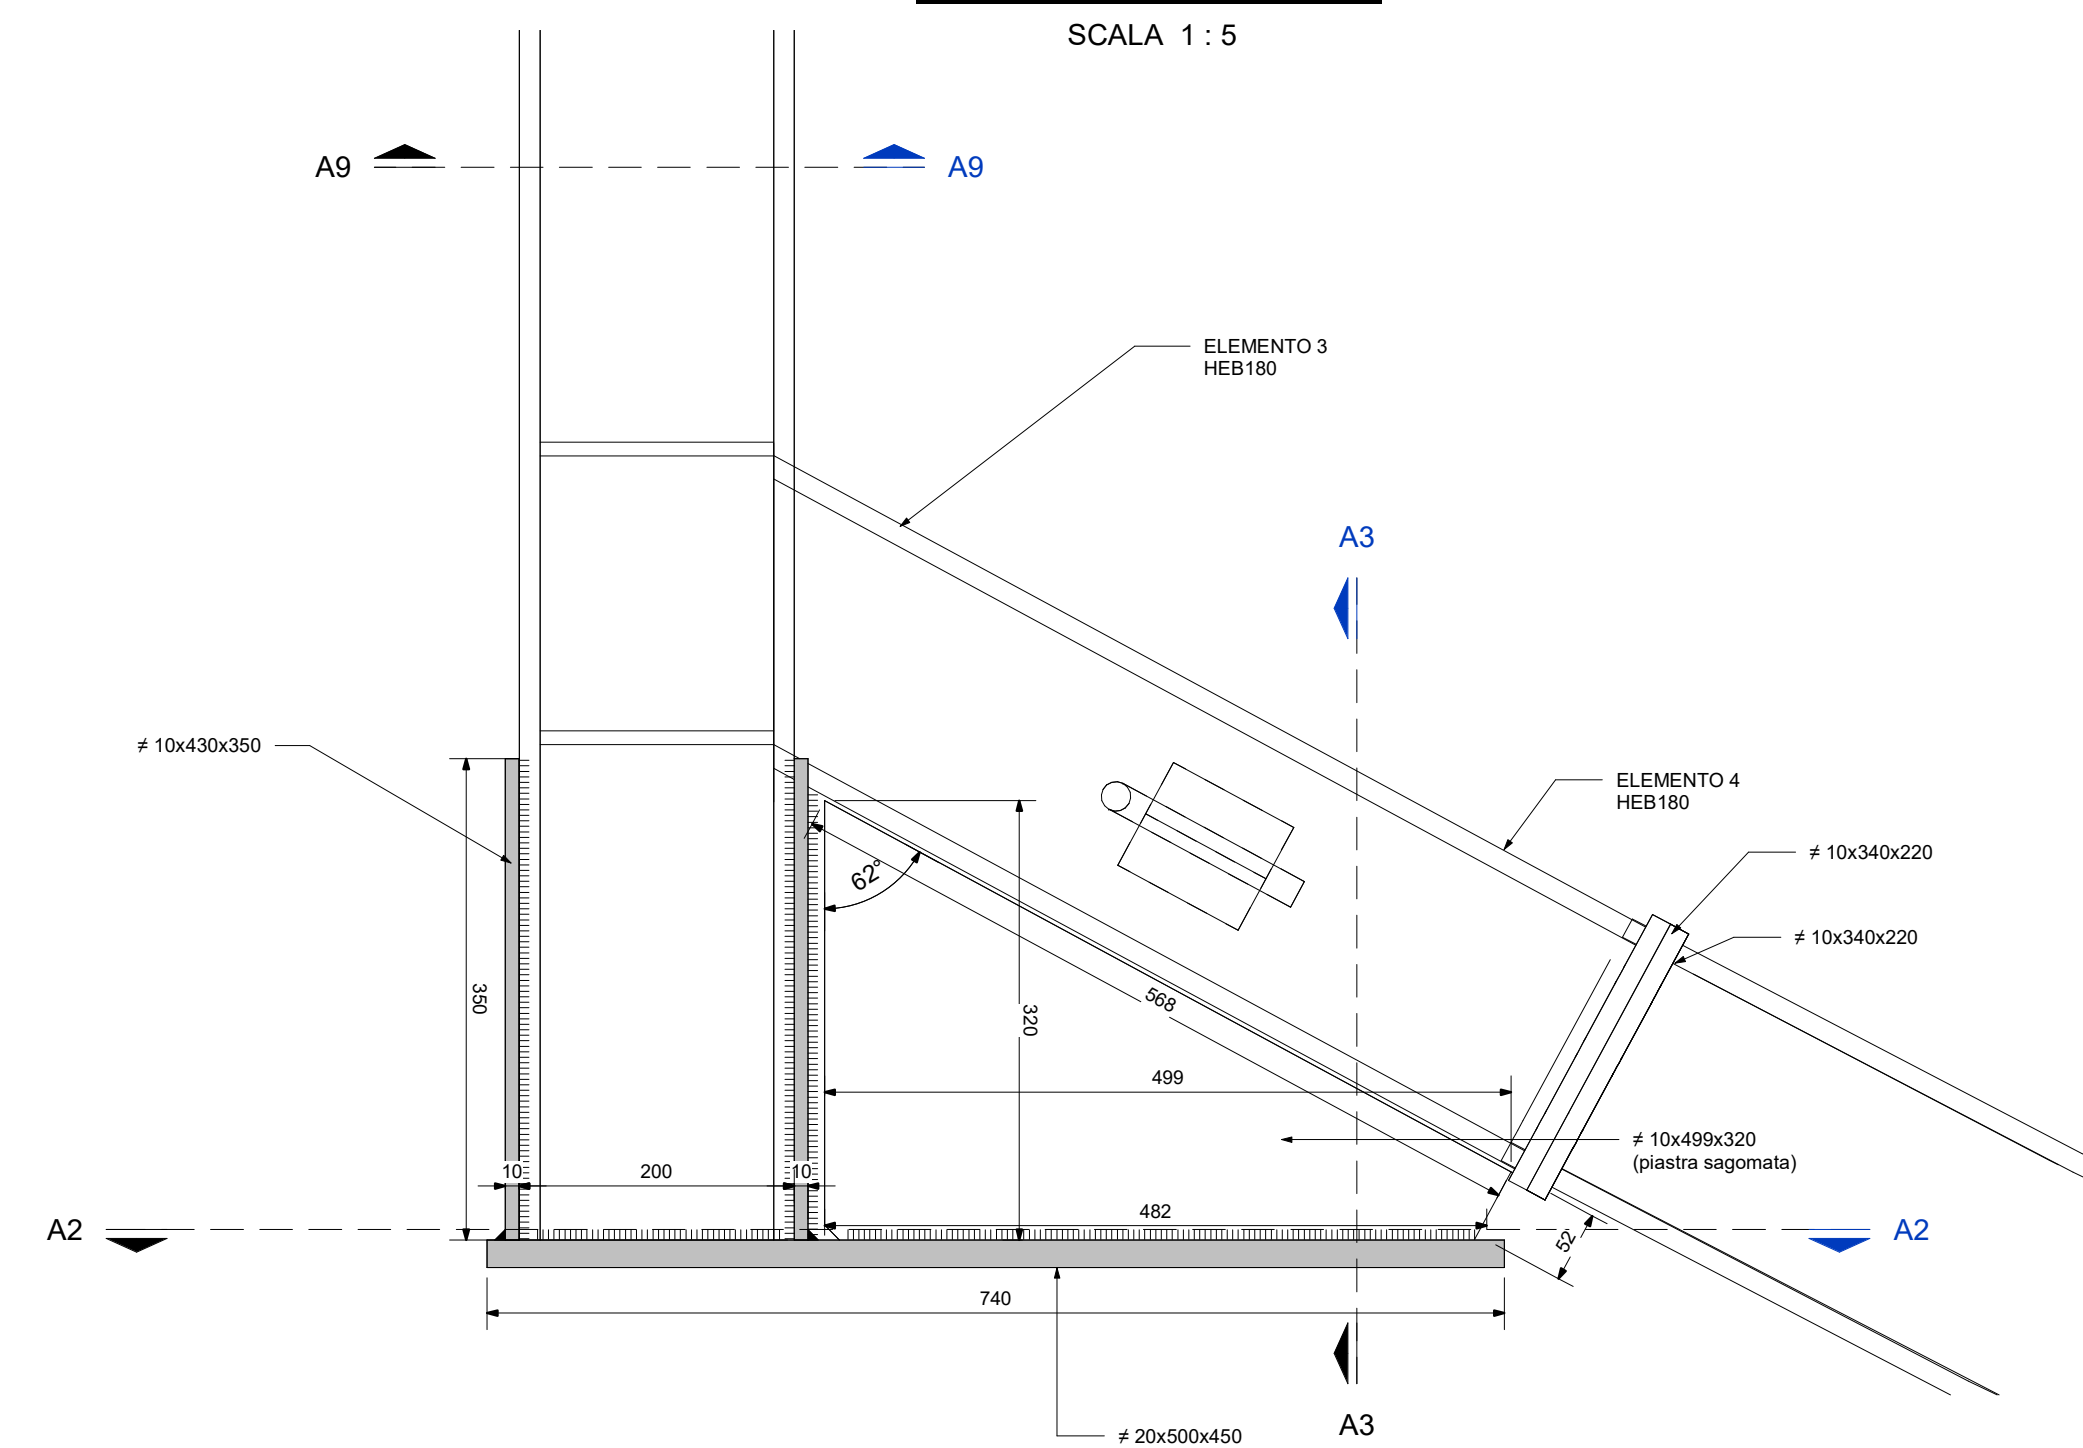 SCALA 1 : 5
A9
A9
ELEMENTO 3
HEB180
A3
≠ 10x430x350
ELEMENTO 4
HEB180
≠ 10x340x220
≠ 10x340x220
62°
350
568
320
499
≠ 10x499x320
(piastra sagomata)
10
200
10
482
A2
A2
52
740
A3
≠ 20x500x450